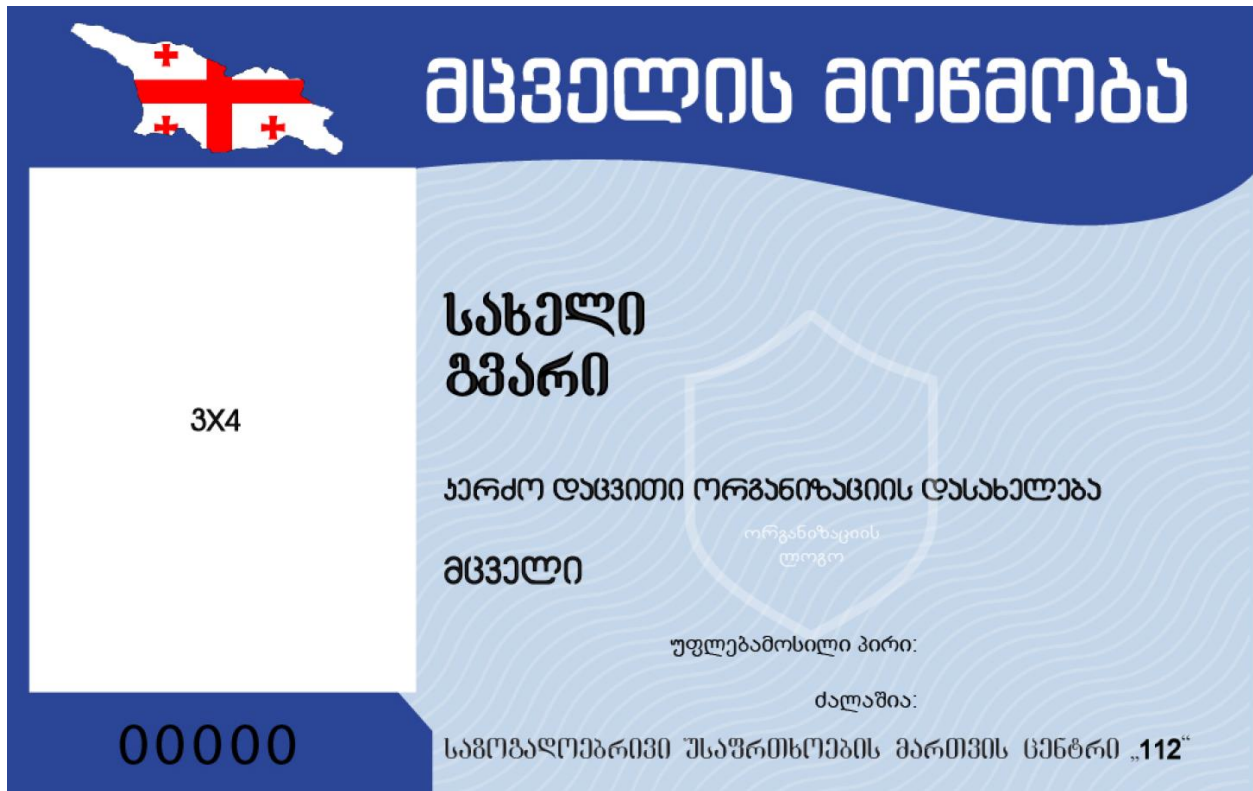 მცველის მოწმობა
სახელი
გვარი
3X4
კერძო დაცვითი ორგანიზაციის დასახელება
ორგანიზაციის
ლოგო
მცველი
უფლებამოსილი პირი:
ძალაშია:
00000
საზოგადოებრივი უსაფრთხოების მართვის ცენტრი „112“